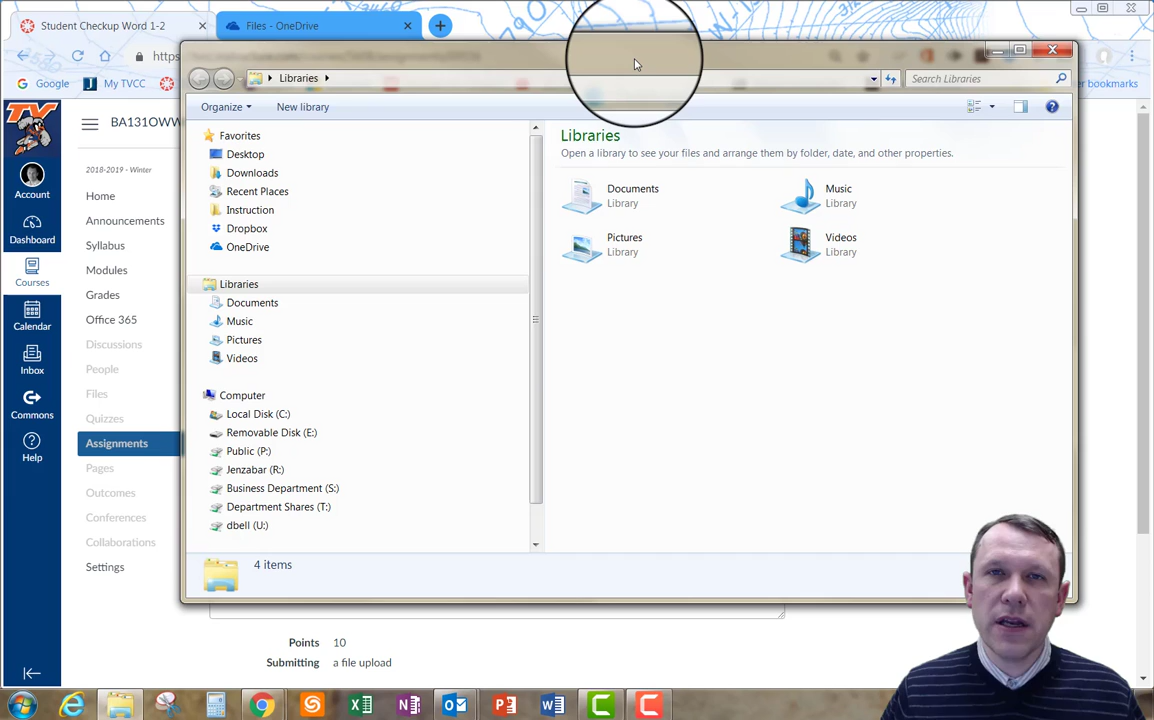 Student Checkup Word 1-2
Files - OneDrive
https
Google
My TVCC
er bookmarks
Libraries
Search Libraries
Organize
New library
TV
Account
Dashboard
Courses
Calendar
Inbox
Commons
Help
BA131OWW
2018-2019 - Winter
Home
Announcements
Syllabus
Modules
Grades
Office 365
Discussions
People
Files
Quizzes
Assignments
Pages
Outcomes
Conferences
Collaborations
Settings
Favorites
Desktop
Downloads
Recent Places
Instruction
Dropbox
OneDrive
Libraries
Documents
Music
Pictures
Videos
Computer
Local Disk (C:)
Removable Disk (E:)
Public (P:)
Jenzabar (R:)
Business Department (S:)
Department Shares (T:)
dbell (U:)
Libraries
Open a library to see your files and arrange them by folder, date, and other properties.
Documents
Library
Music
Library
Pictures
Library
Videos
Library
4 items
Points 10
Submitting a file upload